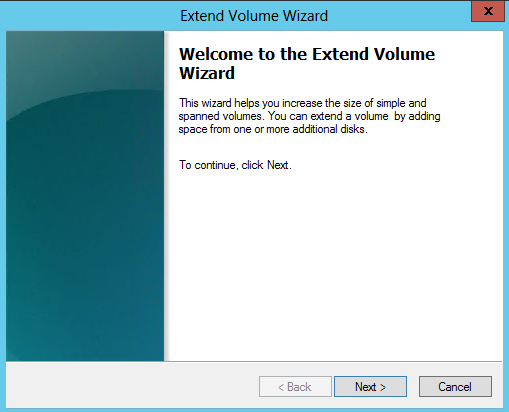 Extend Volume Wizard
x
Welcome to the Extend Volume
Wizard
This wizard helps you increase the size of simple and
spanned volumes. You can extend a volume by adding
space from one or more additional disks.
To continue, click Next.
< Back
Next >
Cancel